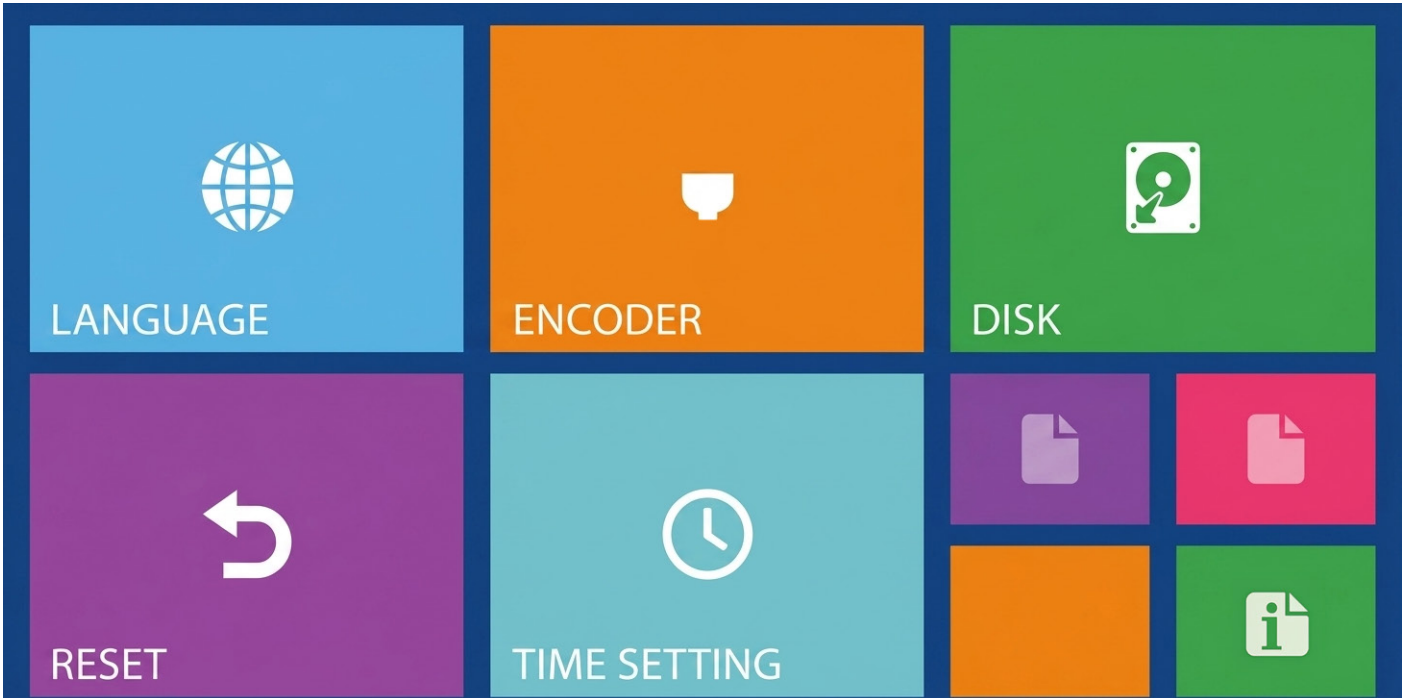 LANGUAGE
ENCODER
DISK
RESET
TIME SETTING